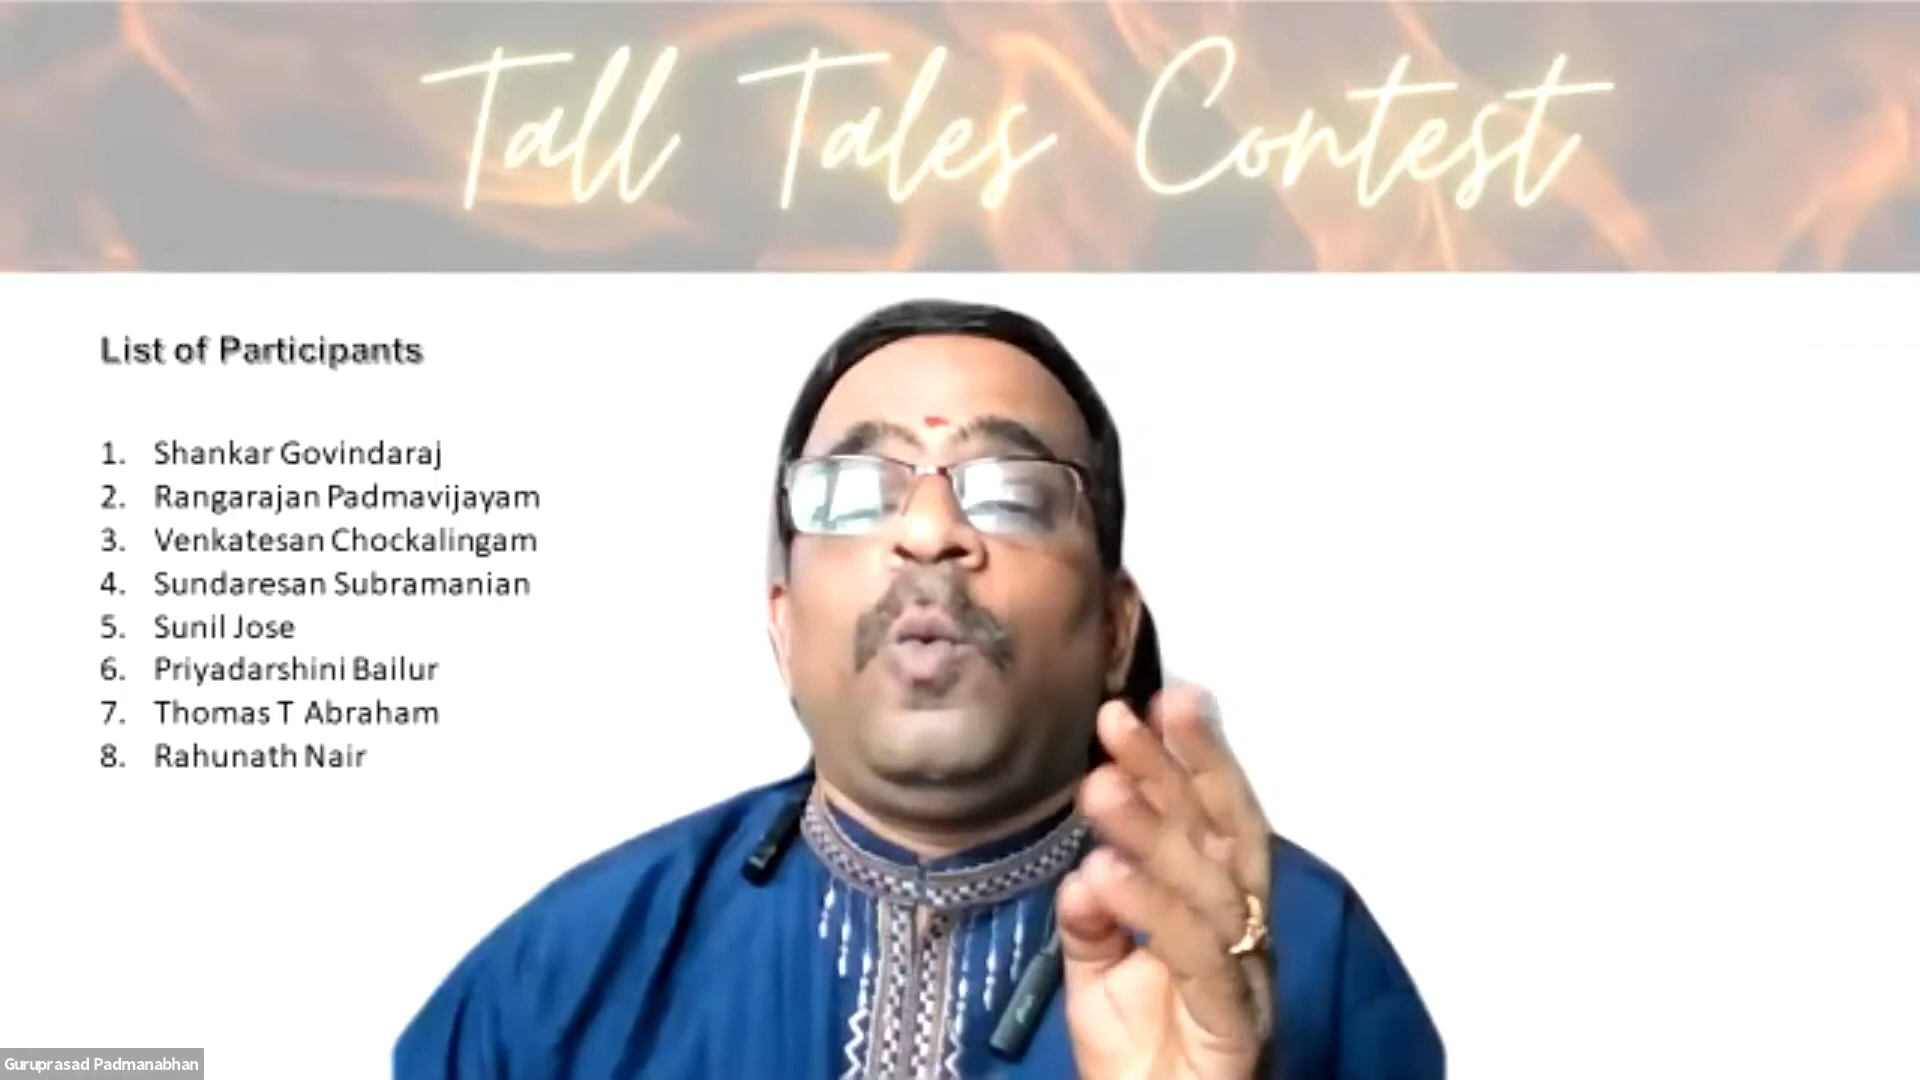 Tall Tales Contest
List of Participants
1. Shankar Govindaraj
2. Rangarajan Padmavijayam
3. Venkatesan Chockalingam
4. Sundaresan Subramanian
5. Sunil Jose
6. Priyadarshini Bailur
7. Thomas T Abraham
8. Rahunath Nair
Guruprasad Padmanabhan